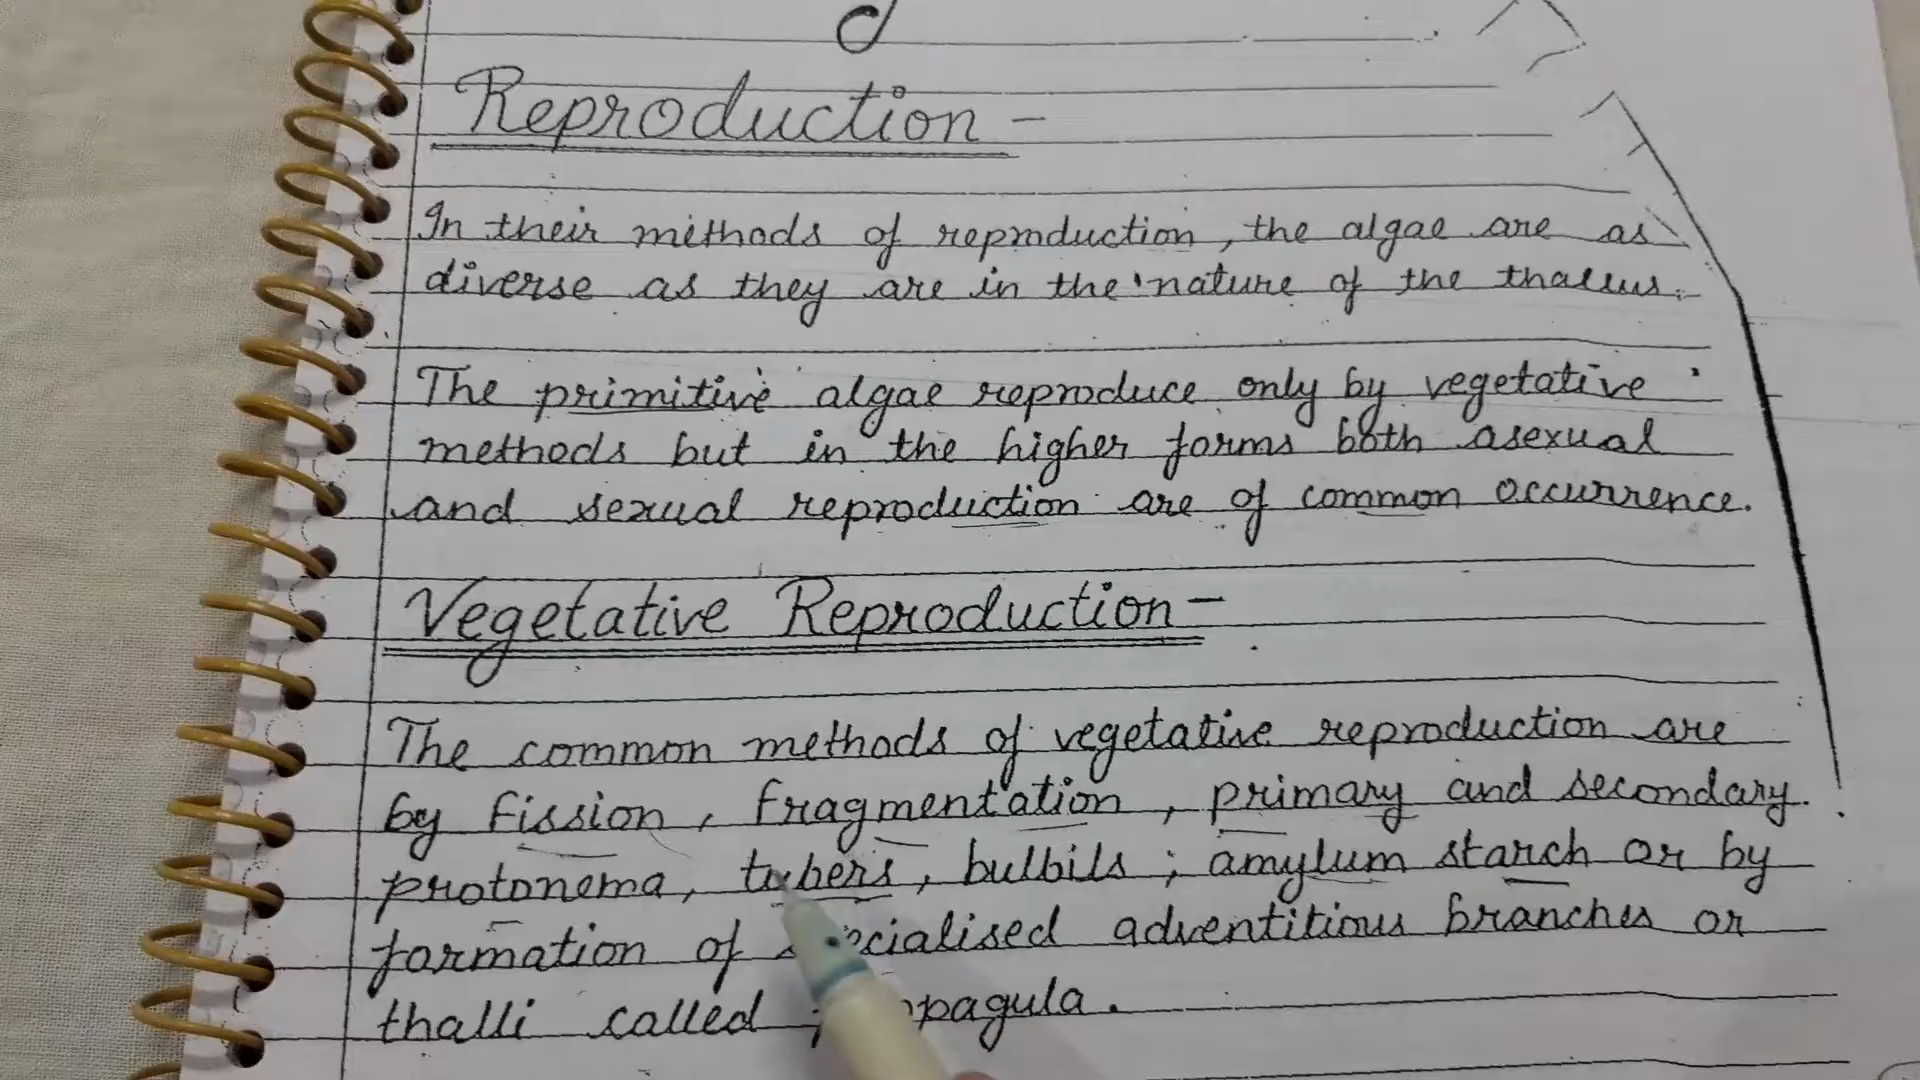 Reproduction -
In their methods of reproduction, the algae are as
diverse as they are in the nature of the thallus.
The primitive algae reproduce only by vegetative
methods but in the higher forms both asexual
and sexual reproduction are of common occurrence.
Vegetative Reproduction -
The common methods of vegetative reproduction are
by fission, fragmentation, primary and secondary
protonema, tubers, bulbils; amylum starch or by
formation of adventitious branches or
thalli called